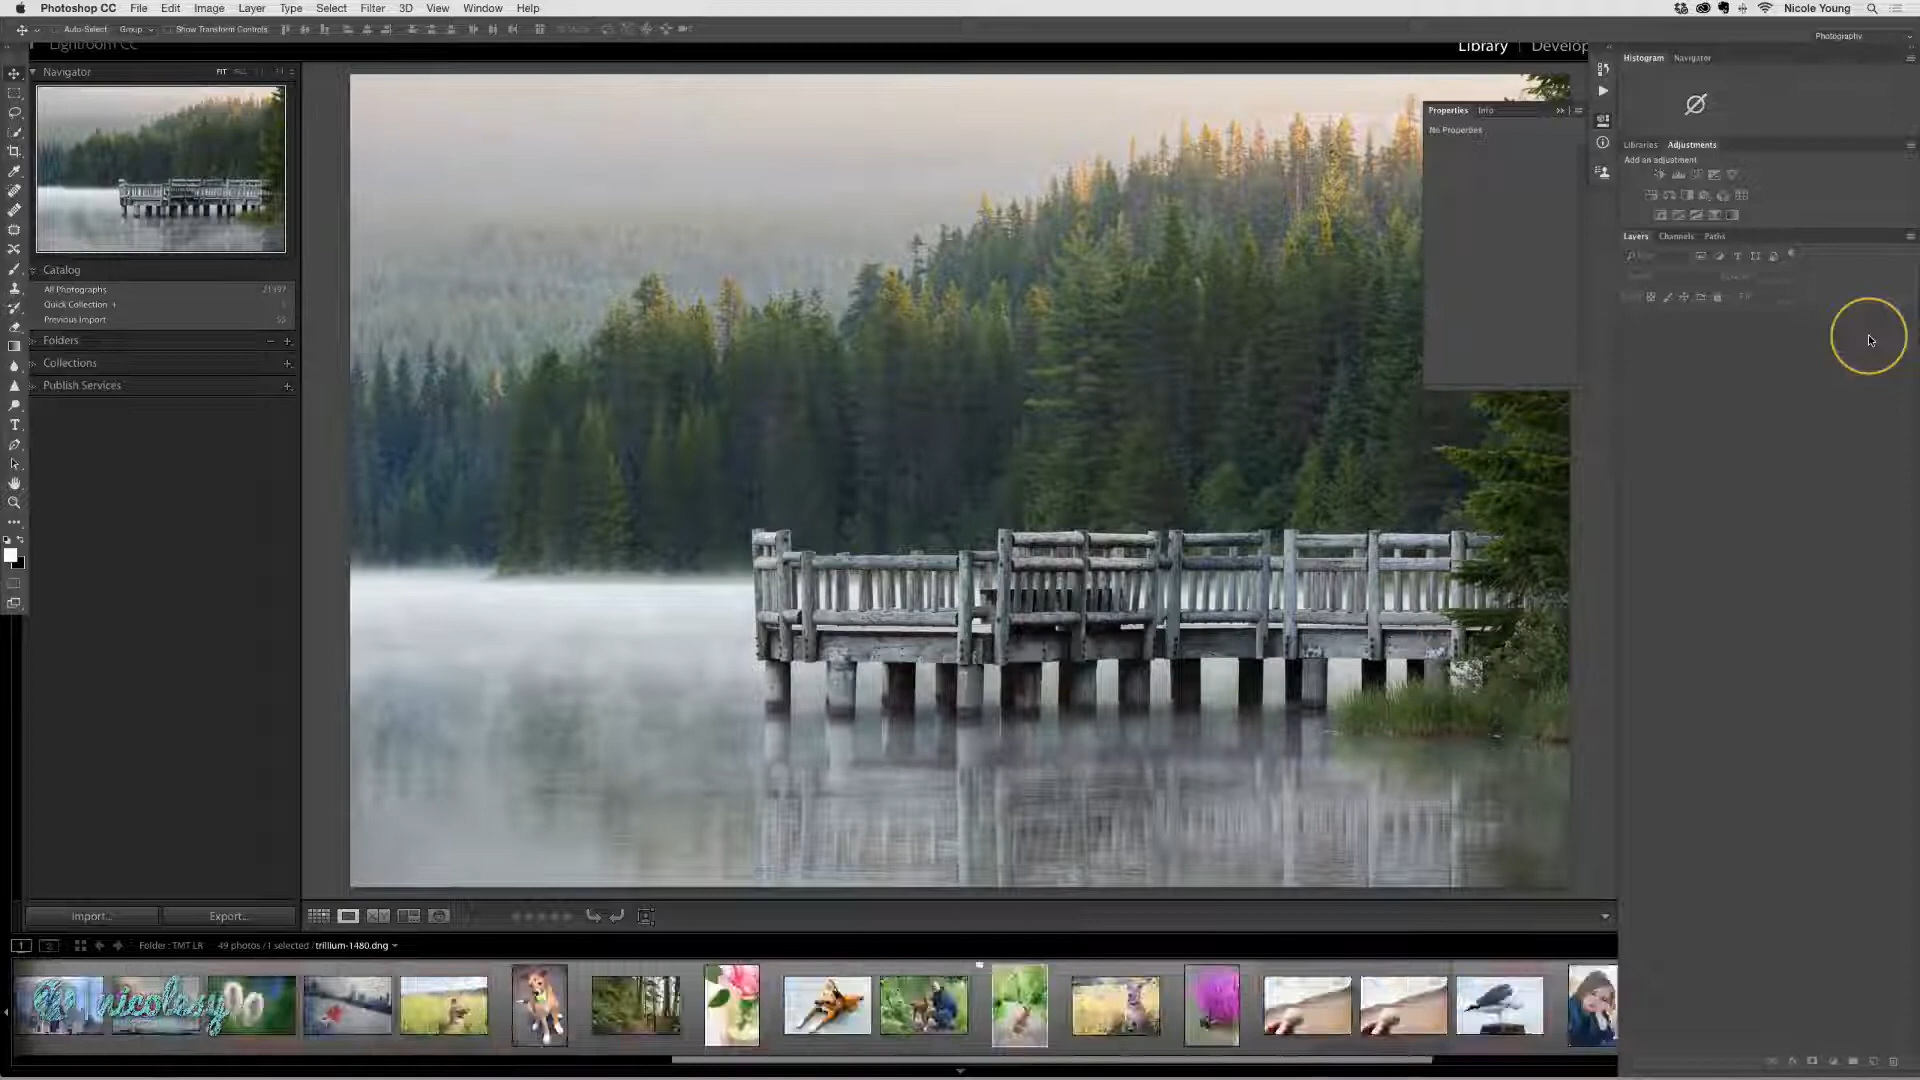 Photoshop CC File Edit Image Layer Type Select Filter 3D View Window Help Nicole Young
Auto-Select Group Show Transform Controls Photography
Lightroom CC Library Develop
Navigator FIT
Histogram Navigator
Properties Info
No Properties
Libraries Adjustments
Add an adjustment
Layers Channels Paths
Catalog
All Photographs
Quick Collection +
Previous Import
Folders
Collections
Publish Services
Import... Export...
1 2 Folder : TMT LR 49 photos / 1 selected / trillium-1480.dng
nicolesy